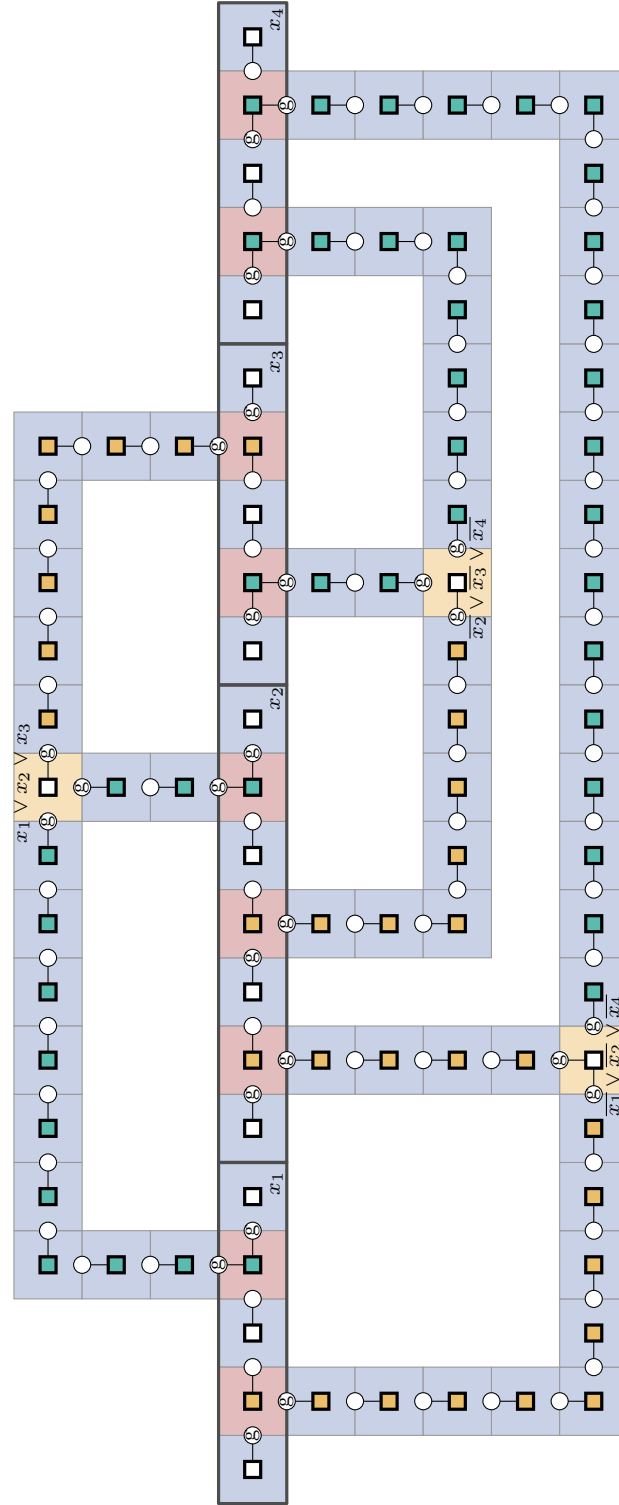 x₁ ∨ x₂ ∨ x₃
g g
g
g g g
g g g g g g g g g
x₁ x₂ x₃ x₄
g g g g g g
g
g g
x̅₂ ∨ x̅₃ ∨ x̅₄
g
g g
x̅₁ ∨ x̅₂ ∨ x̅₄